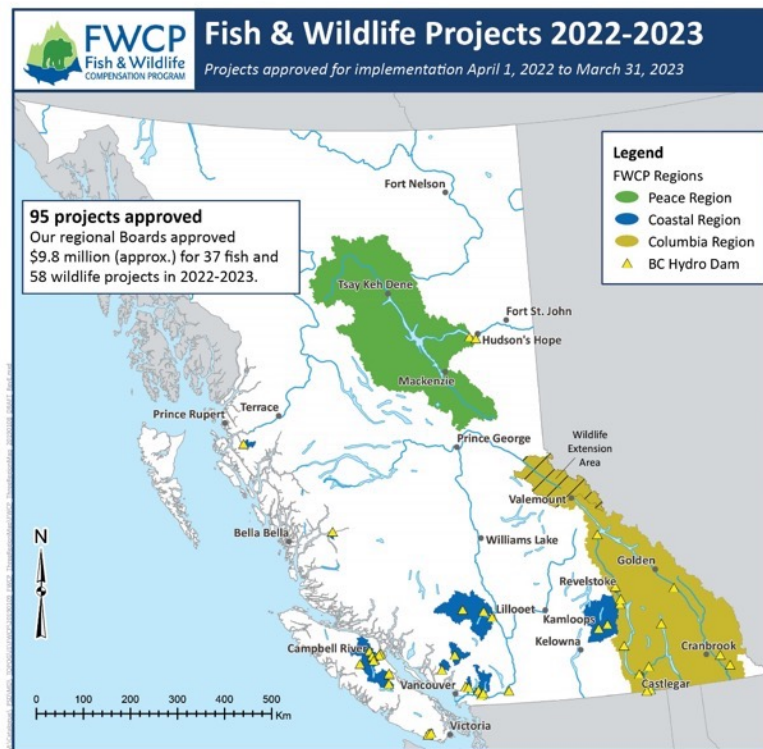 FWCP
Fish & Wildlife
COMPENSATION PROGRAM
Fish & Wildlife Projects 2022-2023
Projects approved for implementation April 1, 2022 to March 31, 2023
Legend
FWCP Regions
Peace Region
Coastal Region
Columbia Region
BC Hydro Dam
95 projects approved
Our regional Boards approved
$9.8 million (approx.) for 37 fish and
58 wildlife projects in 2022-2023.
Fort Nelson
Tsay Keh Dene
Fort St. John
Hudson's Hope
Mackenzie
Terrace
Prince Rupert
Prince George
Wildlife
Extension
Area
Valemount
Bella Bella
Williams Lake
Golden
Revelstoke
Lillooet
Kamloops
Campbell River
Kelowna
Cranbrook
Vancouver
Castlegar
Victoria
N
0 100 200 300 400 500
Km